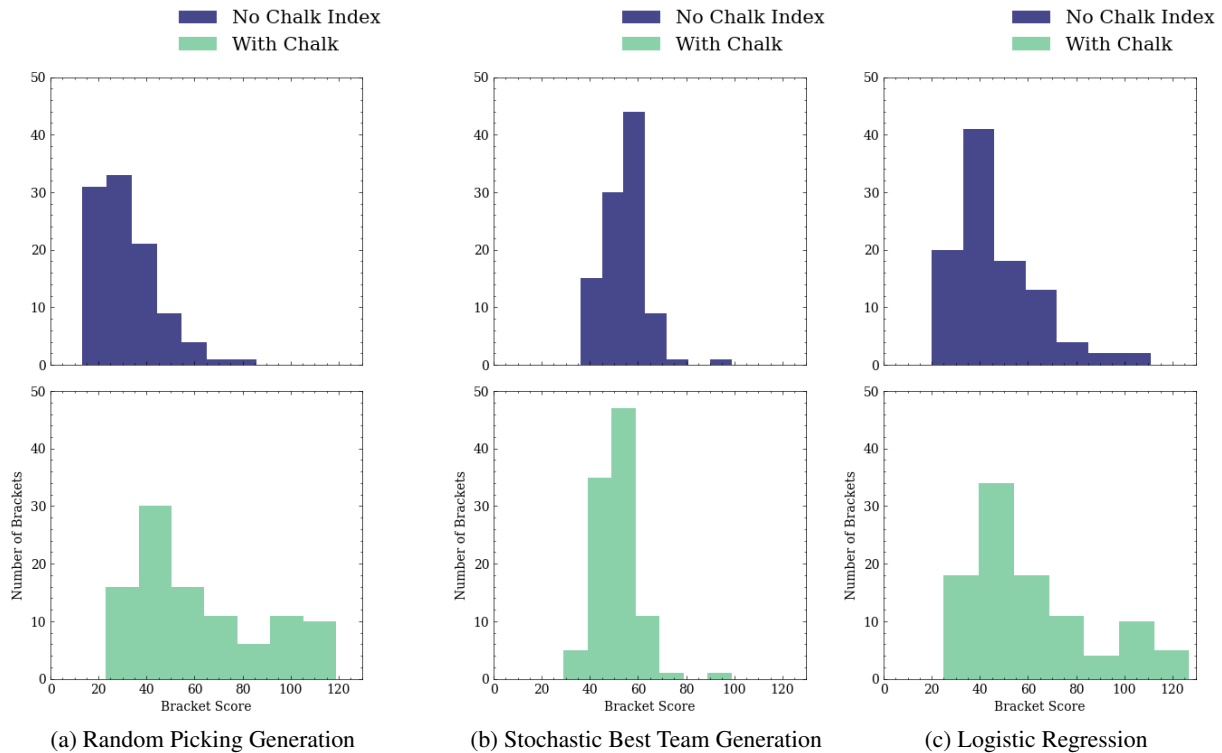 No Chalk Index
With Chalk
No Chalk Index
With Chalk
No Chalk Index
With Chalk
50
40
30
20
10
0
50
40
30
20
10
0
50
40
30
20
10
0
Number of Brackets
50
40
30
20
10
0
0 20 40 60 80 100 120
Bracket Score
Number of Brackets
50
40
30
20
10
0
0 20 40 60 80 100 120
Bracket Score
Number of Brackets
50
40
30
20
10
0
0 20 40 60 80 100 120
Bracket Score
(a) Random Picking Generation
(b) Stochastic Best Team Generation
(c) Logistic Regression